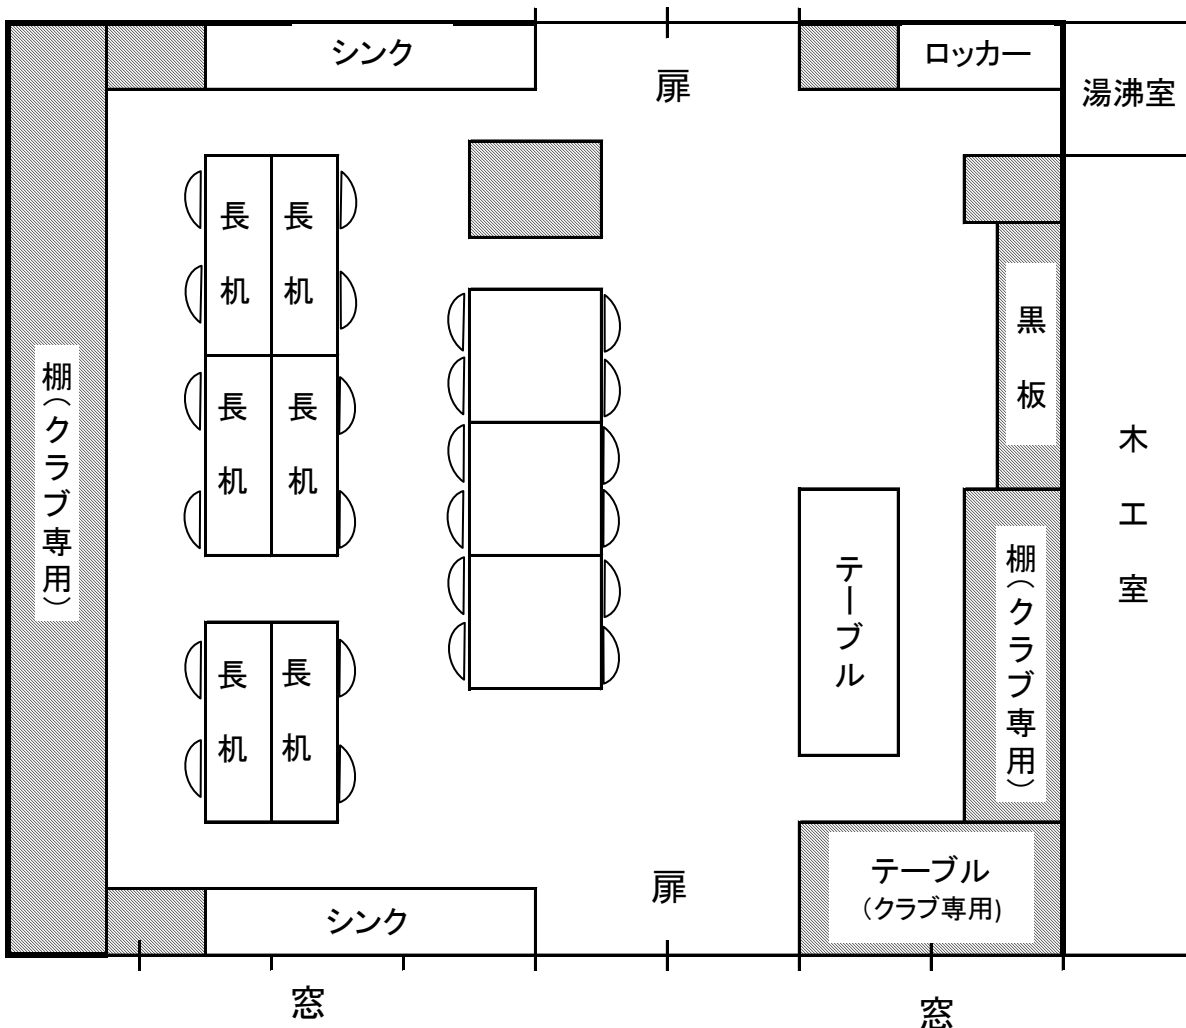 シンク
ロッカー
扉
湯沸室
長机
長机
黒板
棚（クラブ専用）
長机
長机
木工室
テーブル
棚（クラブ専用）
長机
長机
テーブル
（クラブ専用)
扉
シンク
窓
窓